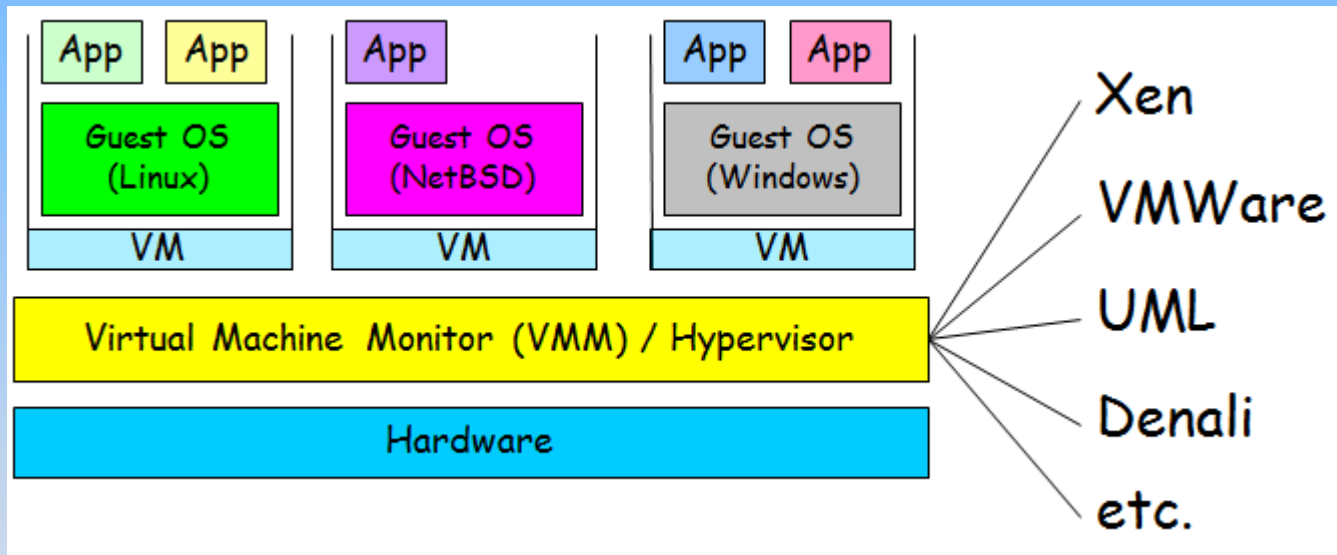 App App App App App
Guest OS
(Linux)
Guest OS
(NetBSD)
Guest OS
(Windows)
VM VM VM
Virtual Machine Monitor (VMM) / Hypervisor
Hardware
Xen
VMWare
UML
Denali
etc.